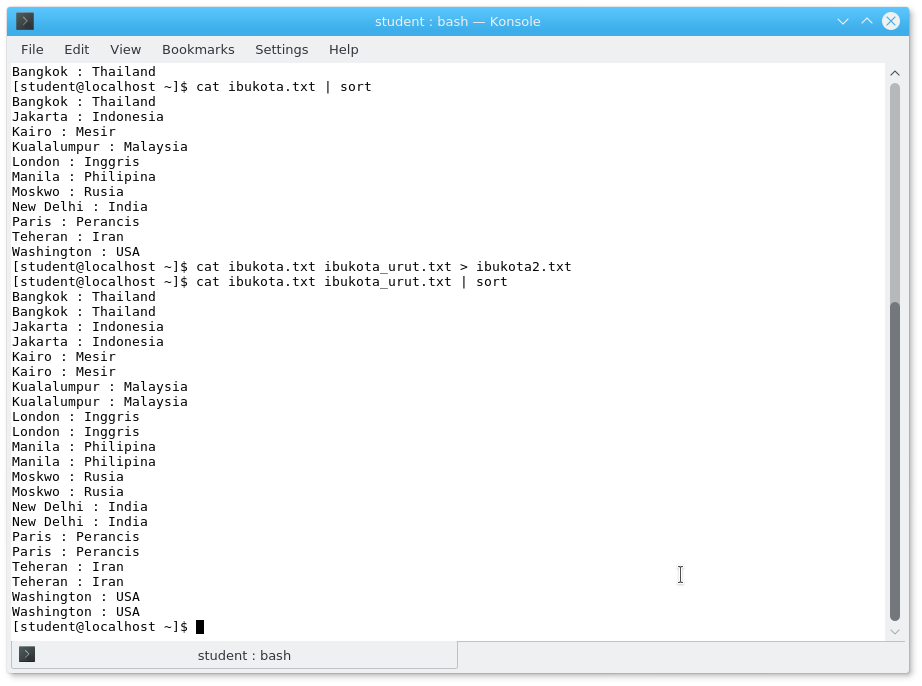 student : bash — Konsole
File Edit View Bookmarks Settings Help
Bangkok : Thailand
[student@localhost ~]$ cat ibukota.txt | sort
Bangkok : Thailand
Jakarta : Indonesia
Kairo : Mesir
Kualalumpur : Malaysia
London : Inggris
Manila : Philipina
Moskwo : Rusia
New Delhi : India
Paris : Perancis
Teheran : Iran
Washington : USA
[student@localhost ~]$ cat ibukota.txt ibukota_urut.txt > ibukota2.txt
[student@localhost ~]$ cat ibukota.txt ibukota_urut.txt | sort
Bangkok : Thailand
Bangkok : Thailand
Jakarta : Indonesia
Jakarta : Indonesia
Kairo : Mesir
Kairo : Mesir
Kualalumpur : Malaysia
Kualalumpur : Malaysia
London : Inggris
London : Inggris
Manila : Philipina
Manila : Philipina
Moskwo : Rusia
Moskwo : Rusia
New Delhi : India
New Delhi : India
Paris : Perancis
Paris : Perancis
Teheran : Iran
Teheran : Iran
Washington : USA
Washington : USA
[student@localhost ~]$
student : bash